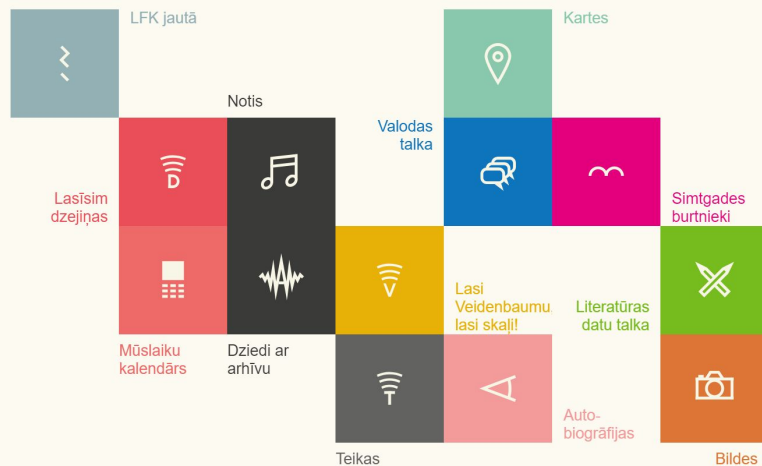 LFK jautā
Kartes
Notis
Valodas
talka
D
Lasīsim
dzejiņas
Simtgades
burtnieki
V
Lasi
Veidenbaumu,
lasi skaļi!
Literatūras
datu talka
Mūslaiku
kalendārs
Dziedi ar
arhīvu
T
Auto-
biogrāfijas
Teikas
Bildes